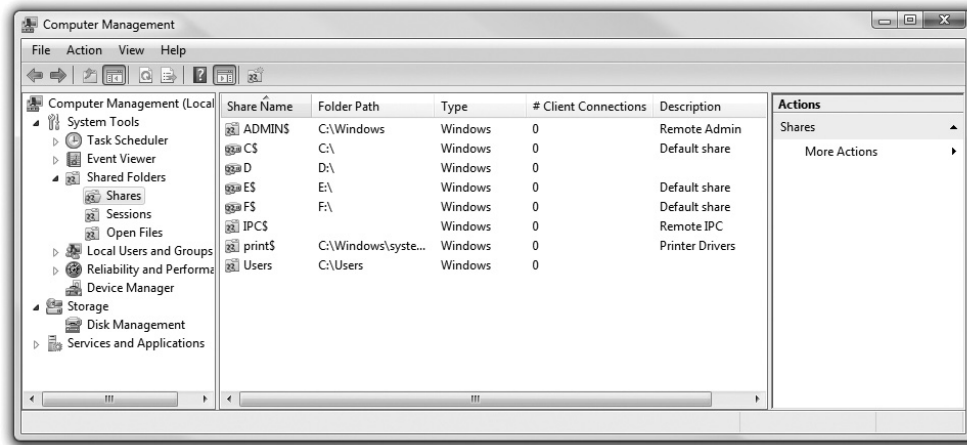 Computer Management
File Action View Help
Computer Management (Local
System Tools
Task Scheduler
Event Viewer
Shared Folders
Shares
Sessions
Open Files
Local Users and Groups
Reliability and Performa
Device Manager
Storage
Disk Management
Services and Applications
Share Name Folder Path Type # Client Connections Description
ADMIN$ C:\Windows Windows 0 Remote Admin
C$ C:\ Windows 0 Default share
D D:\ Windows 0
E$ E:\ Windows 0 Default share
F$ F:\ Windows 0 Default share
IPC$ Windows 0 Remote IPC
print$ C:\Windows\syste... Windows 0 Printer Drivers
Users C:\Users Windows 0
Actions
Shares
More Actions